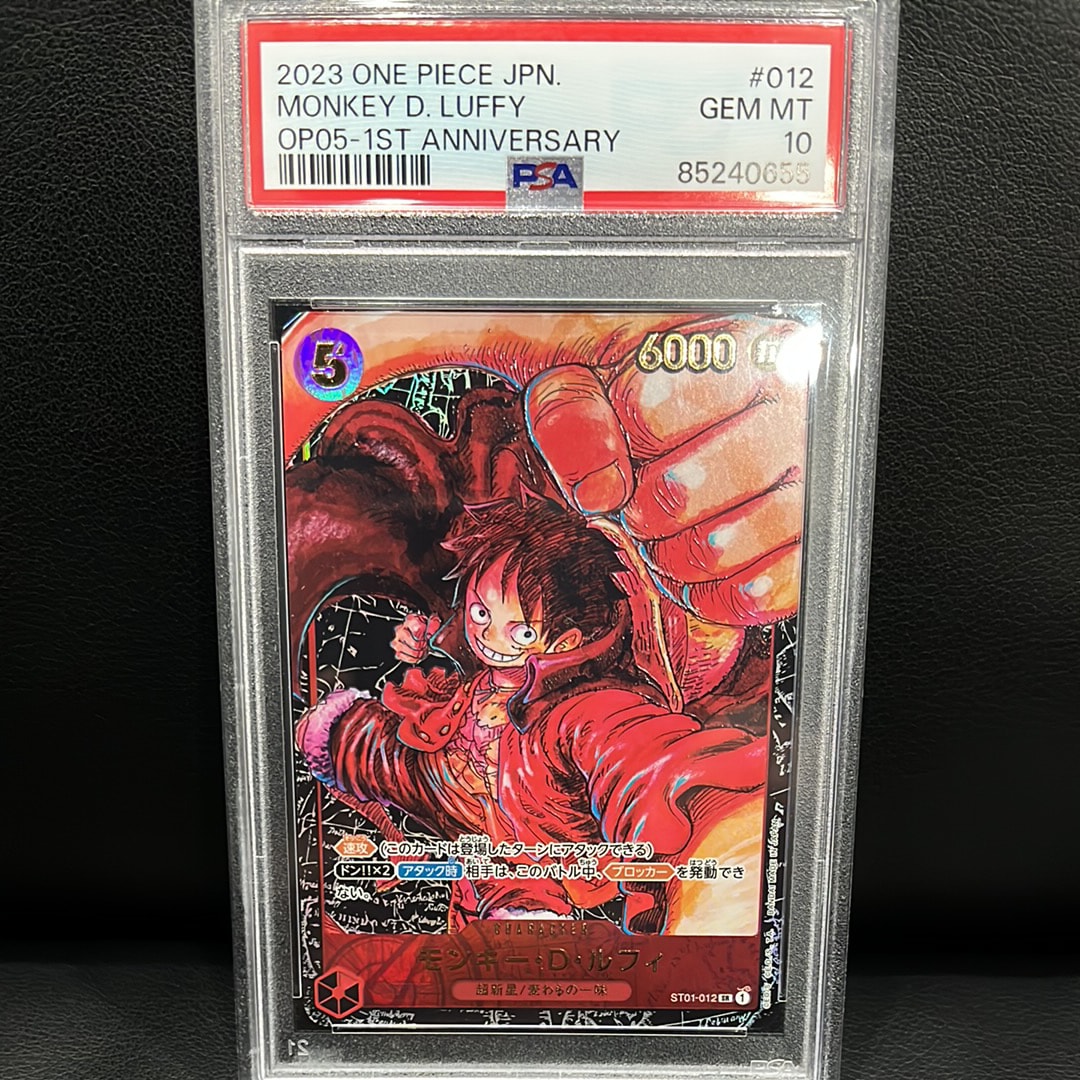 2023 ONE PIECE JPN. #012
MONKEY D. LUFFY GEM MT
OP05-1ST ANNIVERSARY 10
PSA 85240655
5 6000
速攻 (このカードは登場したターンにアタックできる)
ドン!!×2 アタック時 相手は、このバトル中、ブロッカー を発動でき
ない。
CHARACTER
モンキー・D・ルフィ
超新星/麦わらの一味
ST01-012 SR 1
21
PSA